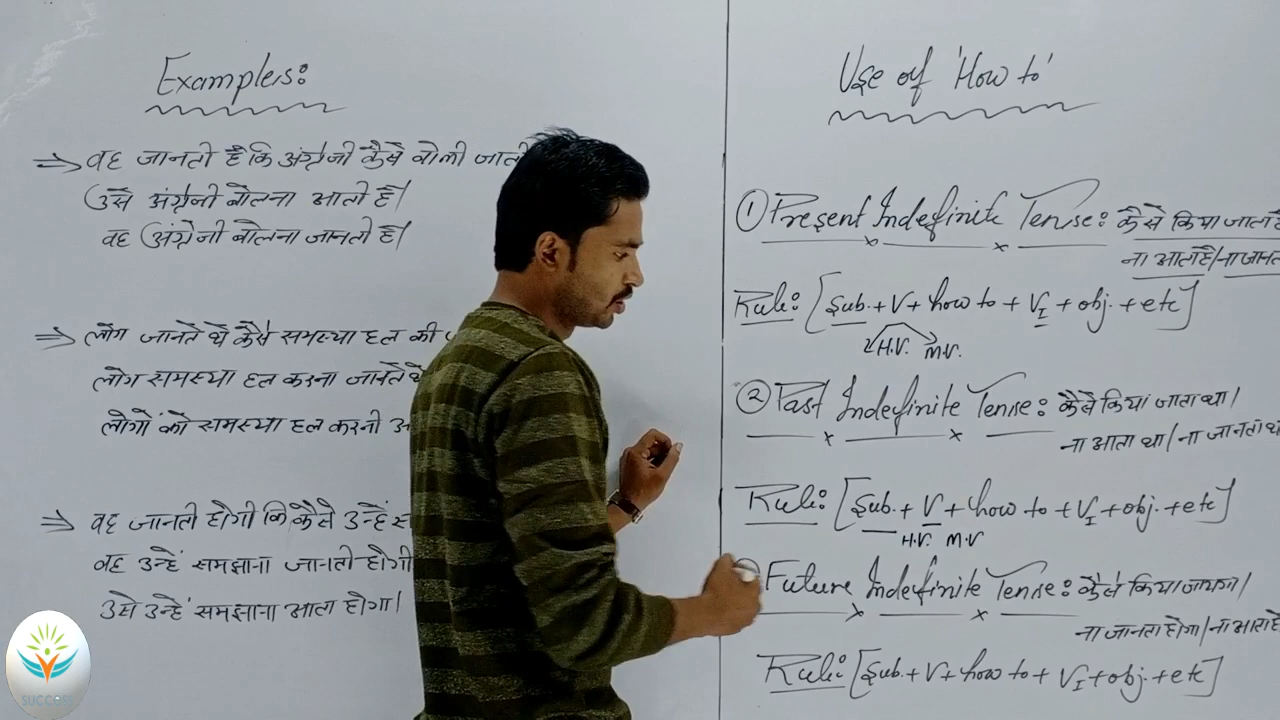 Examples:
⇒ वह जानती है कि अंग्रेजी कैसे बोली जाती
उसे अंग्रेजी बोलना आती है।
वह अंग्रेजी बोलना जानती है।
⇒ लोग जानते थे कैसे समस्या हल की
लोग समस्या हल करना जानते थे
लोगों को समस्या हल करनी
⇒ वह जानती होगी कि कैसे उन्हें
वह उन्हें समझाना जानती होगी
उसे उन्हें समझाना आता होगा।
Use of 'How to'
① Present Indefinite Tense: कैसे किया जाता है
ना आता है/ना जानत
Rule: [Sub. + V + how to + VI + obj. + etc]
H.V. M.V.
② Past Indefinite Tense: कैसे किया जाता था/
ना आता था/ना जानता थ
Rule: [Sub. + V + how to + VI + obj. + etc]
H.V. M.V
Future Indefinite Tense: कैसे किया जायगा/
ना जानता होगा/ना आता हो
Rule: [Sub. + V + how to + VI + obj. + etc]
SUCCESS